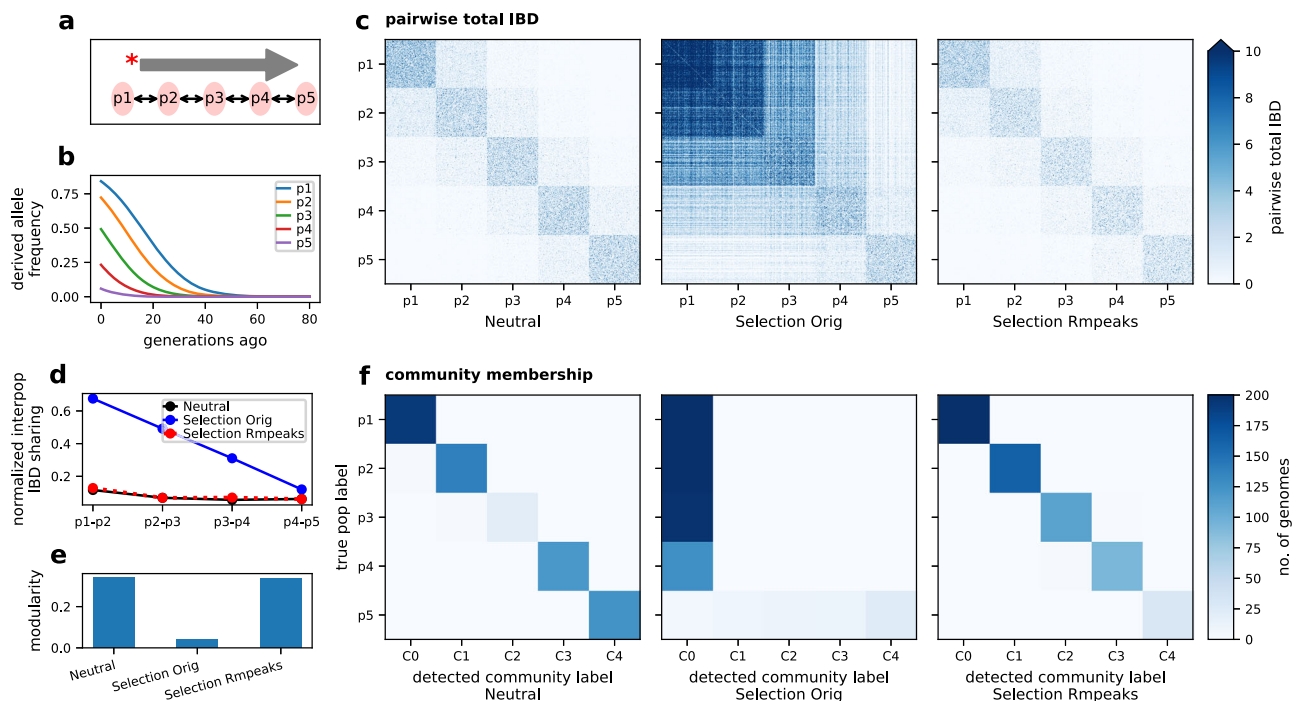 a
*
p1 p2 p3 p4 p5
b
derived allele
frequency
0.75
0.50
0.25
0.00
p1
p2
p3
p4
p5
0 20 40 60 80
generations ago
c pairwise total IBD
p1
p2
p3
p4
p5
p1 p2 p3 p4 p5
Neutral
p1 p2 p3 p4 p5
Selection Orig
p1 p2 p3 p4 p5
Selection Rmpeaks
10
8
6
4
2
0
pairwise total IBD
d
normalized interpop
IBD sharing
0.6
0.4
0.2
Neutral
Selection Orig
Selection Rmpeaks
p1-p2 p2-p3 p3-p4 p4-p5
e
modularity
0.2
0.0
Neutral
Selection Orig
Selection Rmpeaks
f community membership
true pop label
p1
p2
p3
p4
p5
C0 C1 C2 C3 C4
detected community label
Neutral
C0 C1 C2 C3 C4
detected community label
Selection Orig
C0 C1 C2 C3 C4
detected community label
Selection Rmpeaks
200
175
150
125
100
75
50
25
0
no. of genomes